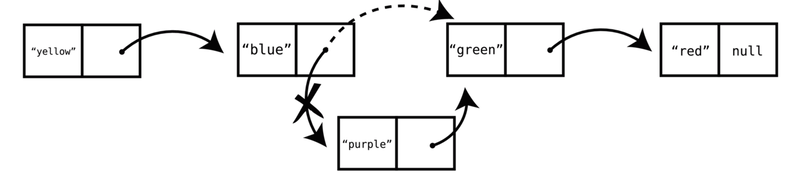 “yellow”
“blue”
“green”
“red”
null
“purple”